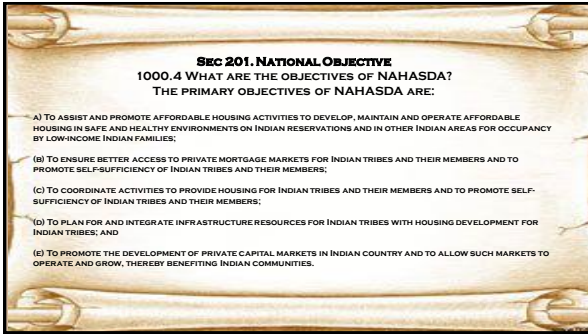 Sec 201. National Objective
1000.4 What are the objectives of NAHASDA?
The primary objectives of NAHASDA are:
a) To assist and promote affordable housing activities to develop, maintain and operate affordable
housing in safe and healthy environments on Indian reservations and in other Indian areas for occupancy
by low-income Indian families;
(b) To ensure better access to private mortgage markets for Indian tribes and their members and to
promote self-sufficiency of Indian tribes and their members;
(c) To coordinate activities to provide housing for Indian tribes and their members and to promote self-
sufficiency of Indian tribes and their members;
(d) To plan for and integrate infrastructure resources for Indian tribes with housing development for
Indian tribes; and
(e) To promote the development of private capital markets in Indian country and to allow such markets to
operate and grow, thereby benefiting Indian communities.